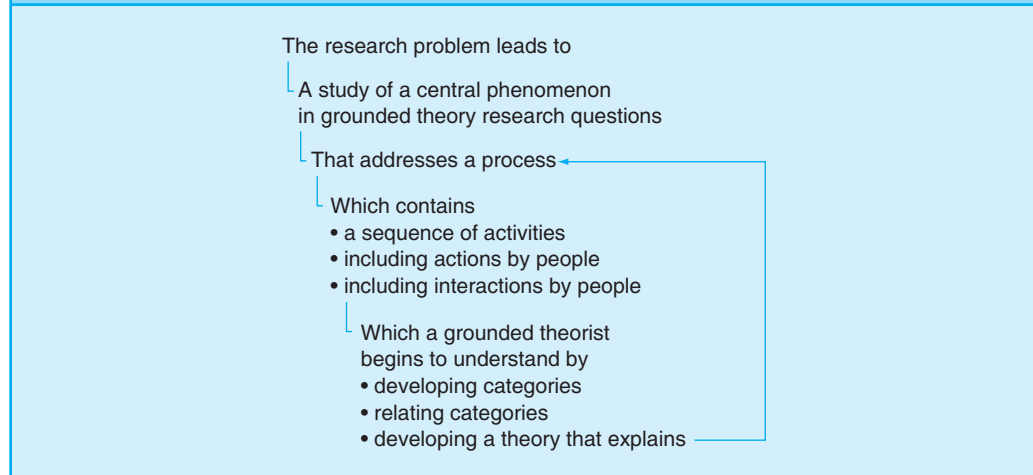 The research problem leads to
A study of a central phenomenon
in grounded theory research questions
That addresses a process
Which contains
• a sequence of activities
• including actions by people
• including interactions by people
Which a grounded theorist
begins to understand by
• developing categories
• relating categories
• developing a theory that explains